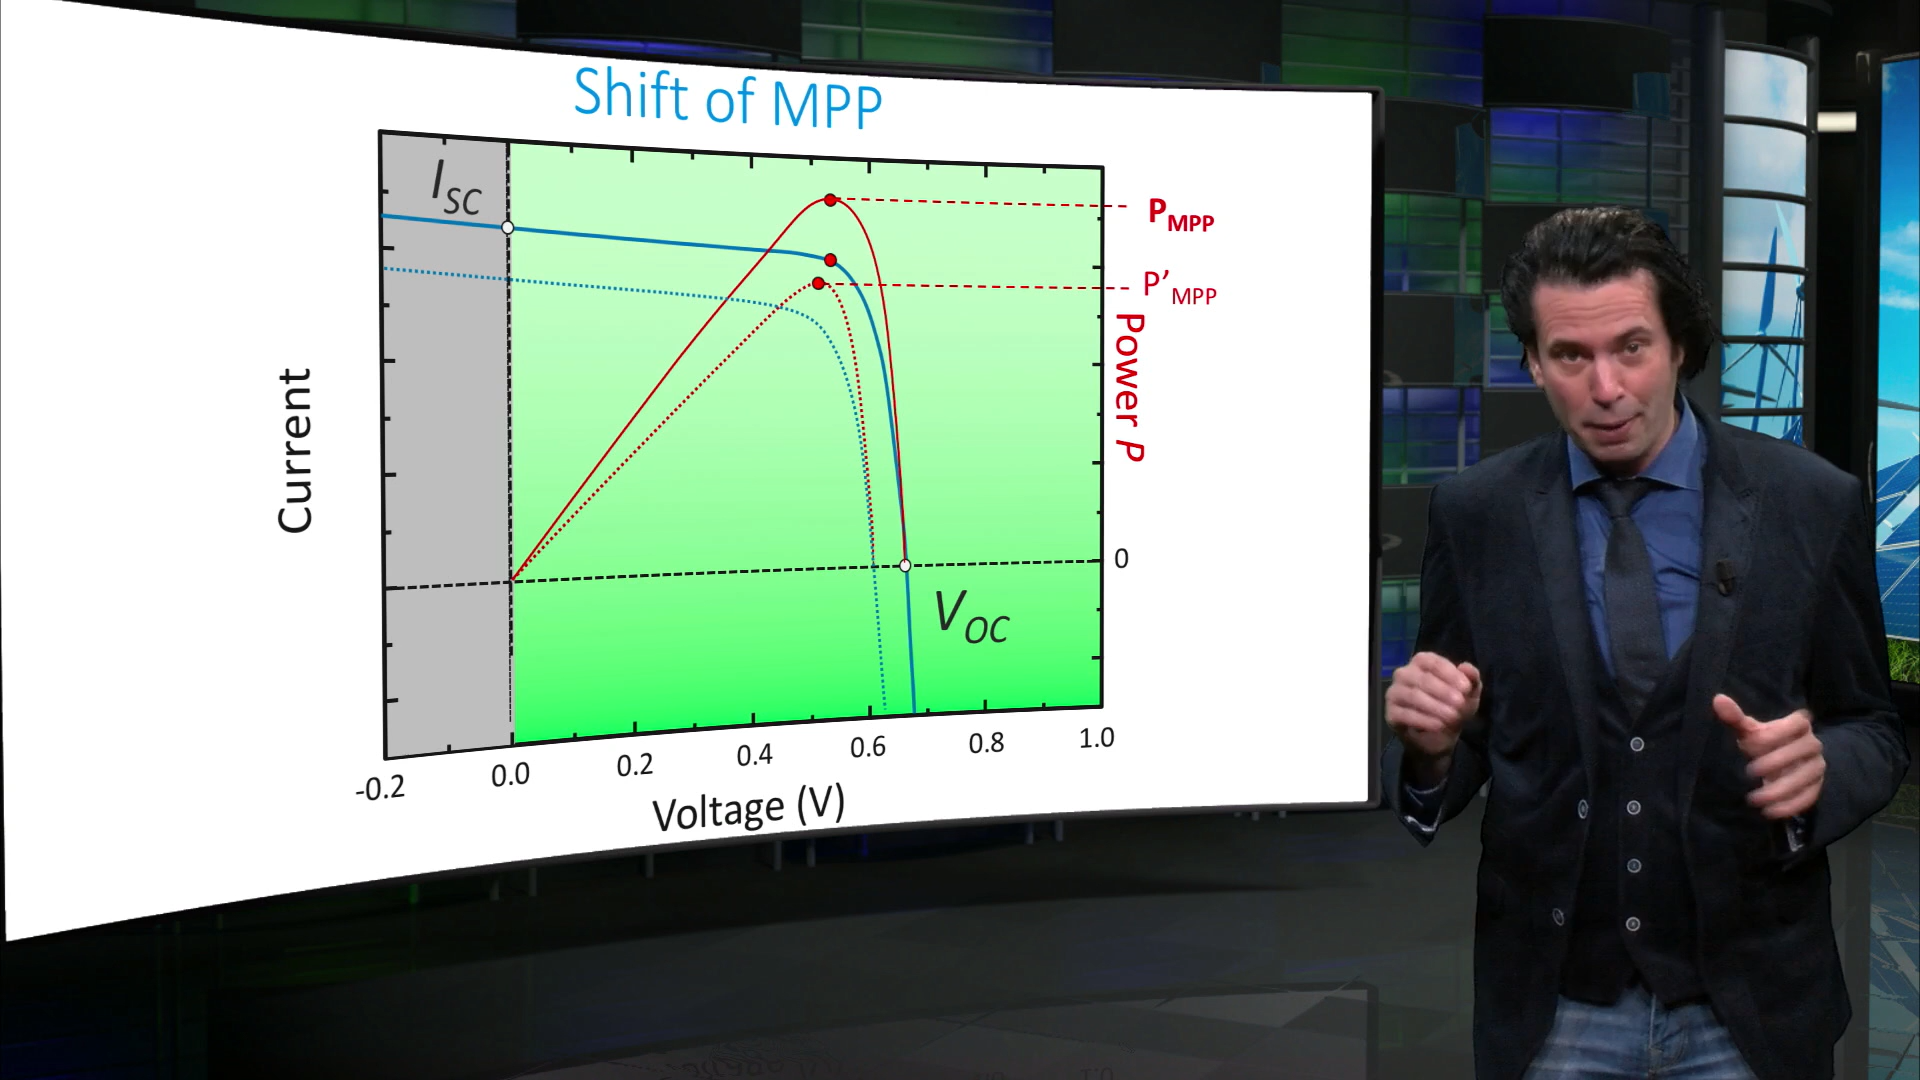 Shift of MPP
I_SC
P_MPP
P'_MPP
Current
Power P
0
V_OC
-0.2 0.0 0.2 0.4 0.6 0.8 1.0
Voltage (V)